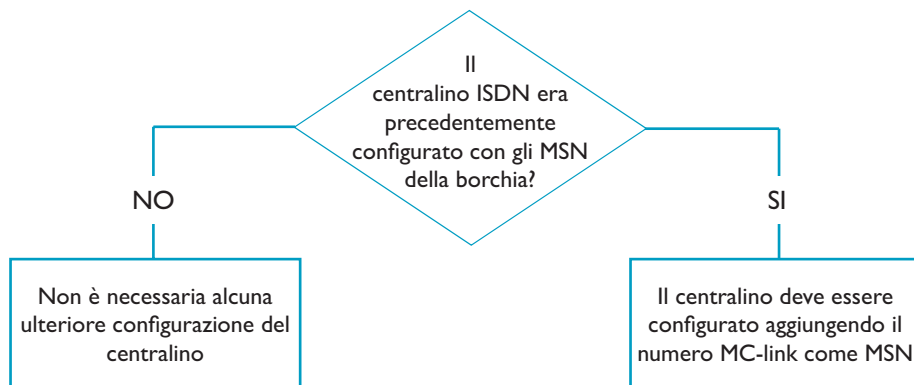 Il
centralino ISDN era
precedentemente
configurato con gli MSN
della borchia?
NO
SI
Non è necessaria alcuna
ulteriore configurazione del
centralino
Il centralino deve essere
configurato aggiungendo il
numero MC-link come MSN